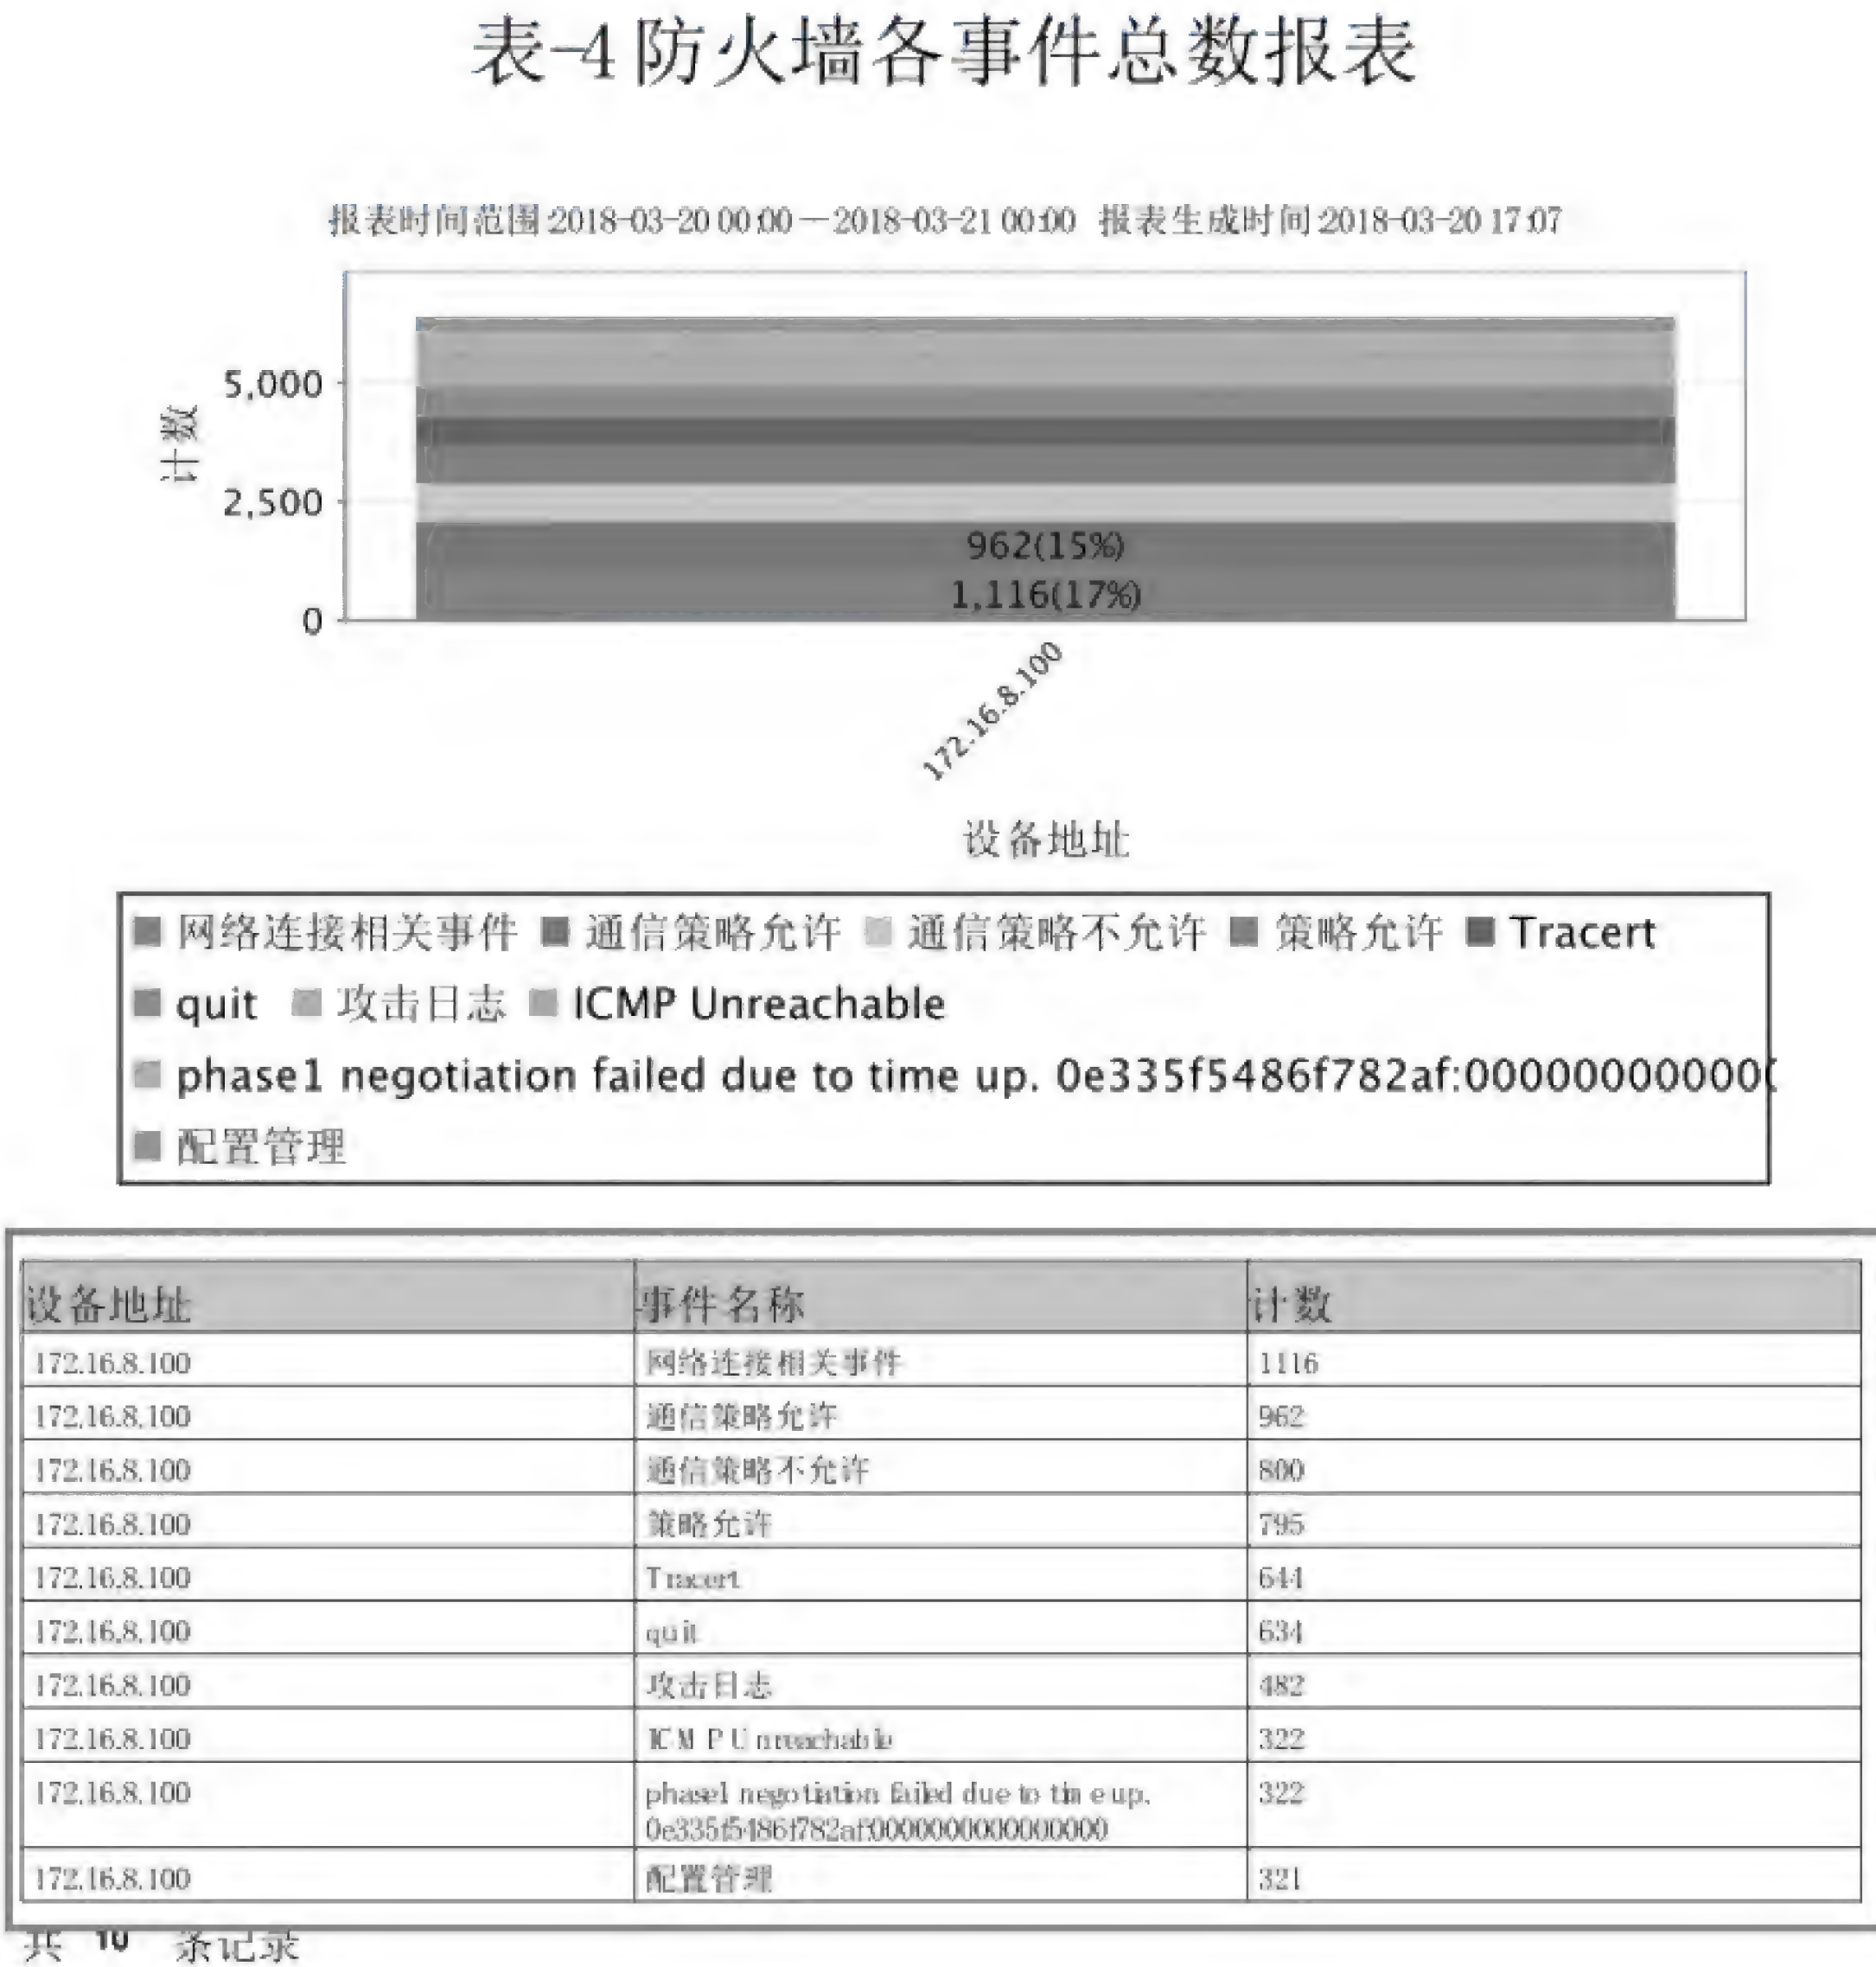 表-4 防火墙各事件总数报表
报表时间范围:2018-03-20 00:00－2018-03-21 00:00 报表生成时间:2018-03-20 17:07
计数
5,000
2,500
0
962(15%)
1,116(17%)
172.16.8.100
设备地址
网络连接相关事件 通信策略允许 通信策略不允许 策略允许 Tracert
quit 攻击日志 ICMP Unreachable
phase1 negotiation failed due to time up. 0e335f5486f782af:000000000000
配置管理
设备地址 事件名称 计数
172.16.8.100 网络连接相关事件 1116
172.16.8.100 通信策略允许 962
172.16.8.100 通信策略不允许 800
172.16.8.100 策略允许 795
172.16.8.100 Tracert 644
172.16.8.100 quit 634
172.16.8.100 攻击日志 482
172.16.8.100 ICMP Unreachable 322
172.16.8.100 phase1 negotiation failed due to time up. 322
0e335f5486f782af:0000000000000000
172.16.8.100 配置管理 321
共 10 条记录